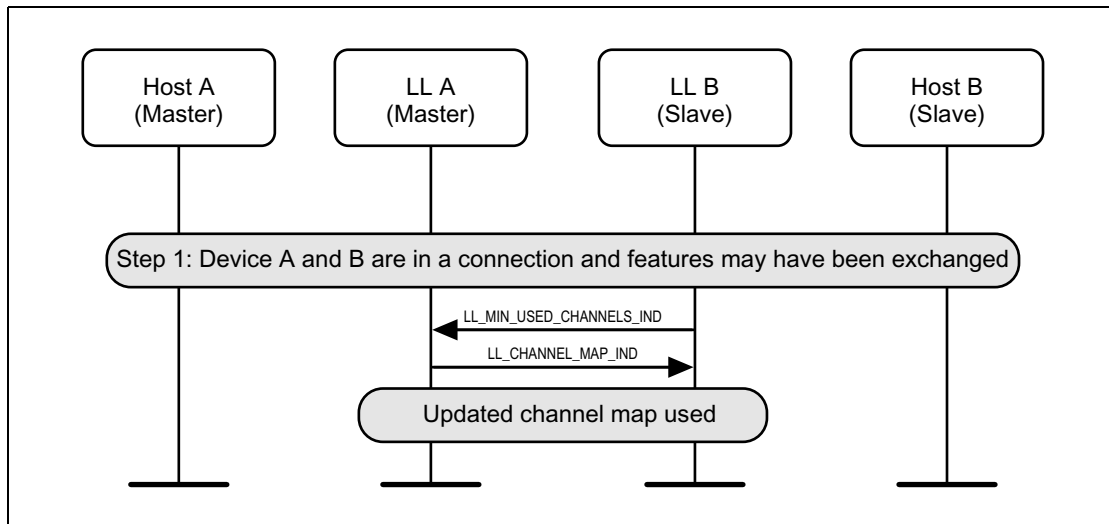 Host A
(Master)
LL A
(Master)
LL B
(Slave)
Host B
(Slave)
Step 1: Device A and B are in a connection and features may have been exchanged
LL_MIN_USED_CHANNELS_IND
LL_CHANNEL_MAP_IND
Updated channel map used